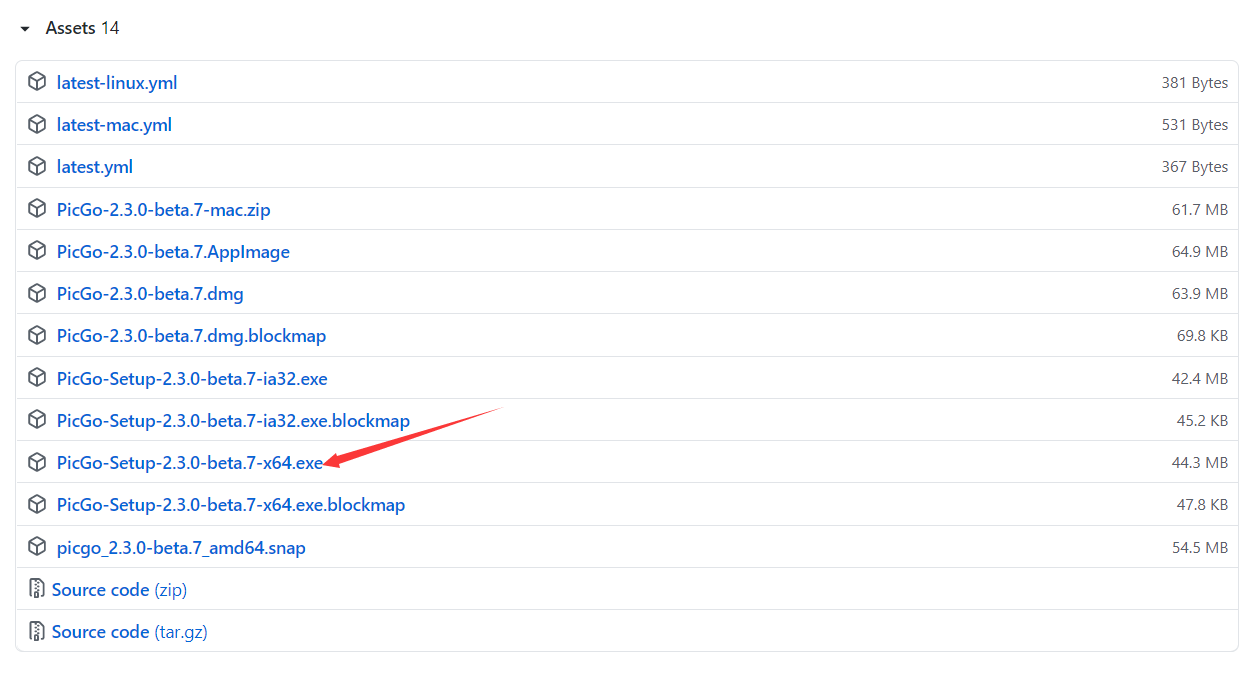 Assets 14
latest-linux.yml 381 Bytes
latest-mac.yml 531 Bytes
latest.yml 367 Bytes
PicGo-2.3.0-beta.7-mac.zip 61.7 MB
PicGo-2.3.0-beta.7.AppImage 64.9 MB
PicGo-2.3.0-beta.7.dmg 63.9 MB
PicGo-2.3.0-beta.7.dmg.blockmap 69.8 KB
PicGo-Setup-2.3.0-beta.7-ia32.exe 42.4 MB
PicGo-Setup-2.3.0-beta.7-ia32.exe.blockmap 45.2 KB
PicGo-Setup-2.3.0-beta.7-x64.exe 44.3 MB
PicGo-Setup-2.3.0-beta.7-x64.exe.blockmap 47.8 KB
picgo_2.3.0-beta.7_amd64.snap 54.5 MB
Source code (zip)
Source code (tar.gz)